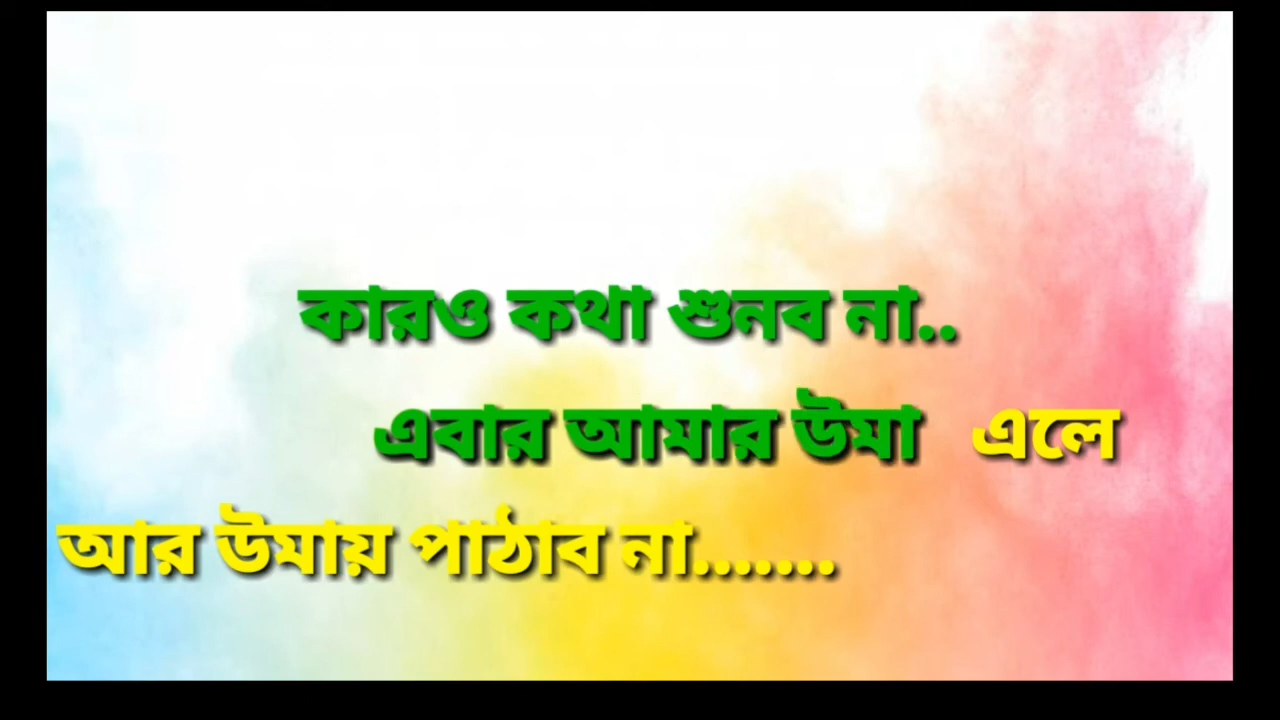 কারও কথা শুনব না..
এবার আমার উমা এলে
আর উমায় পাঠাব না.......